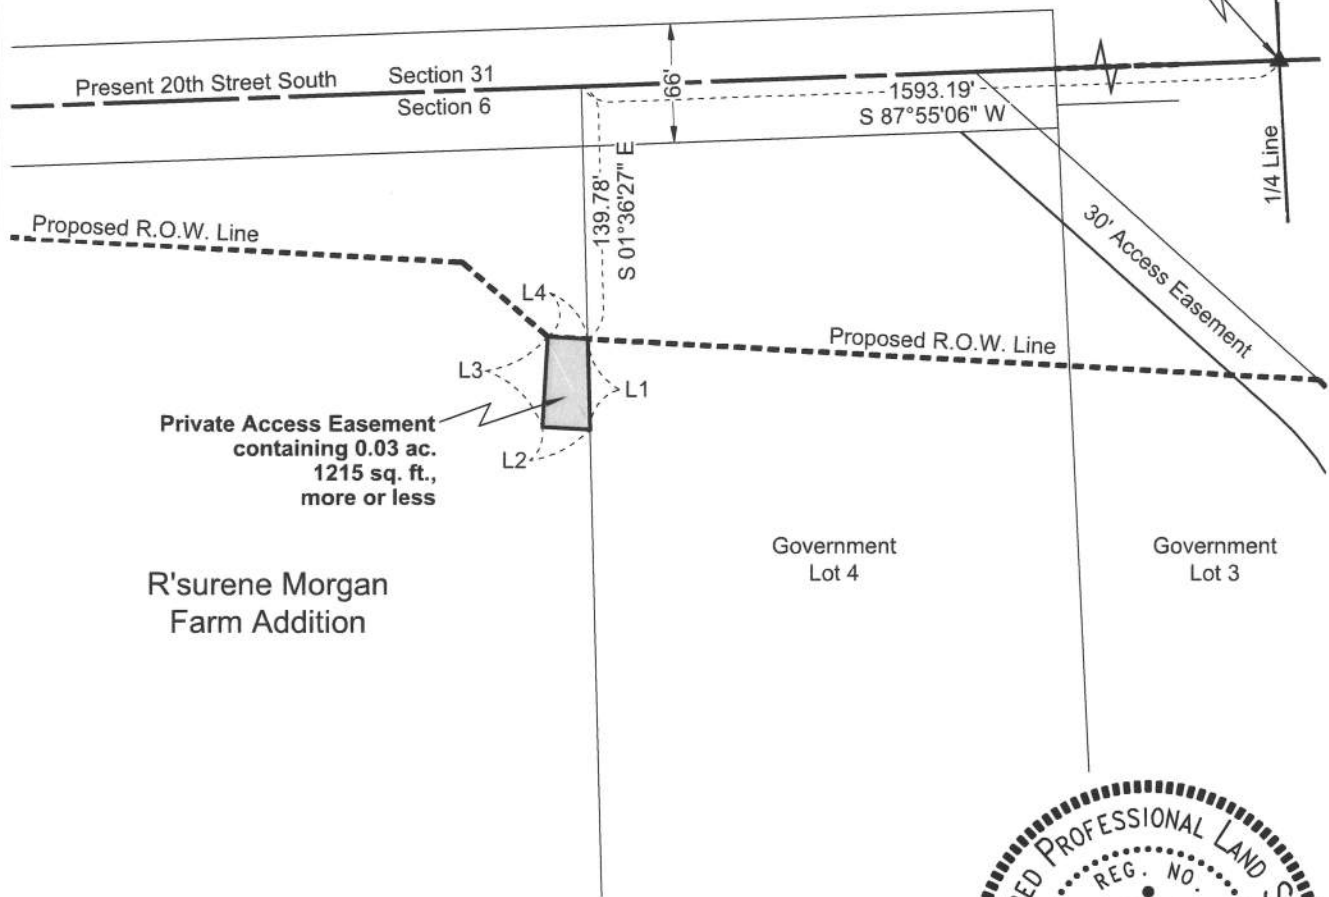 Present 20th Street South
Section 31
Section 6
66'
1593.19'
S 87°55'06" W
1/4 Line
139.78'
S 01°36'27" E
Proposed R.O.W. Line
30' Access Easement
L4
Proposed R.O.W. Line
L3
L1
Private Access Easement
containing 0.03 ac.
1215 sq. ft.,
more or less
L2
Government
Lot 4
Government
Lot 3
R'surene Morgan
Farm Addition
PROFESSIONAL LAND
REG. NO.